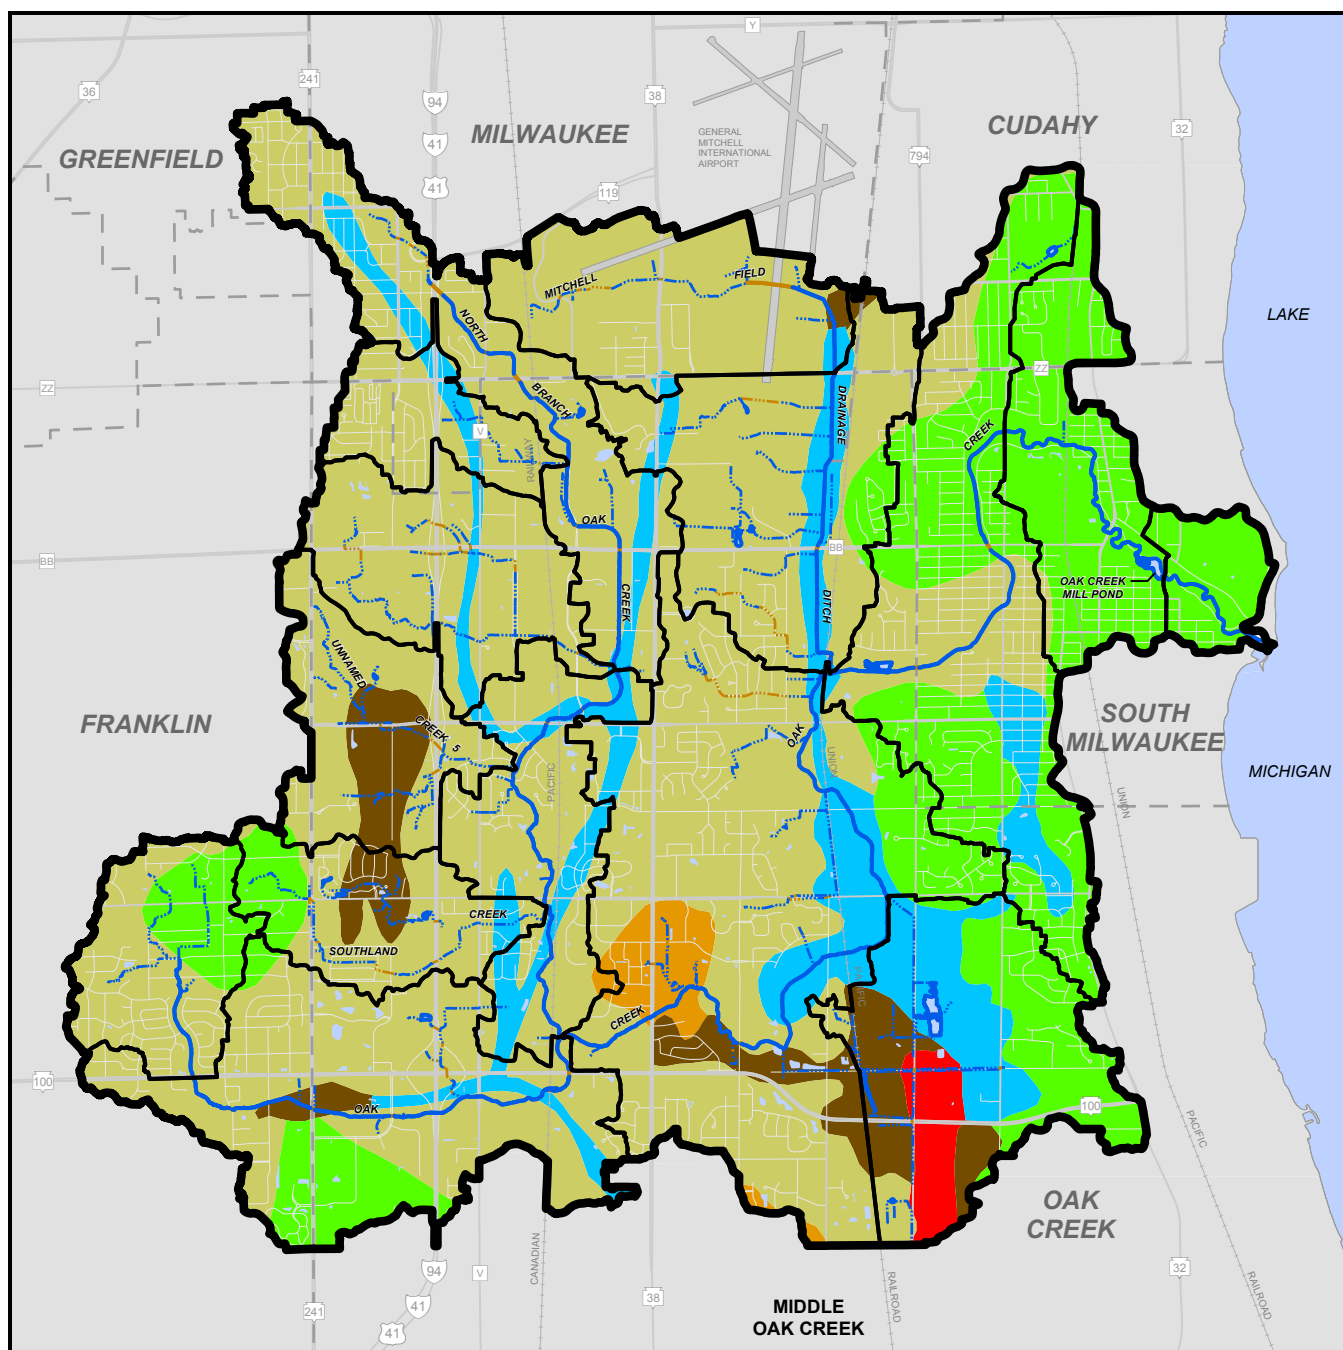 Y
36
241
94
41
41
38
GENERAL
MITCHELL
INTERNATIONAL
AIRPORT
MILWAUKEE
CUDAHY
32
794
GREENFIELD
119
MITCHELL
FIELD
NORTH
BRANCH
LAKE
ZZ
ZZ
V
RAILWAY
DRAINAGE
CREEK
OAK
BB
BB
CREEK
DITCH
OAK CREEK
MILL POND
UNNAMED
CREEK 5
FRANKLIN
OAK
SOUTH
MILWAUKEE
PACIFIC
UNION
MICHIGAN
UNION
CREEK
SOUTHLAND
PACIFIC
CREEK
100
OAK
100
PACIFIC
OAK
CREEK
CANADIAN
94
V
41
241
41
38
MIDDLE
OAK CREEK
RAILROAD
32
RAILROAD